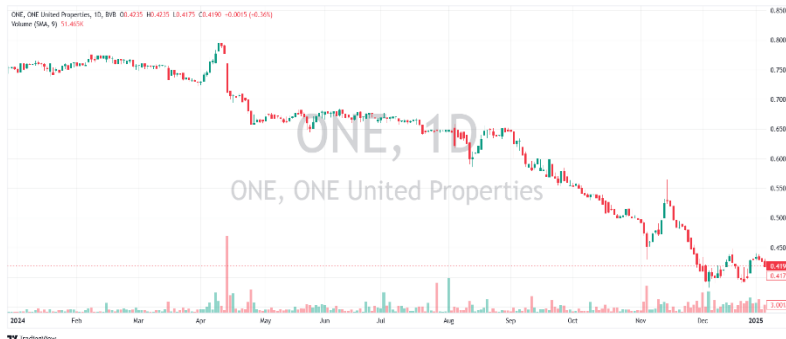 ONE, ONE United Properties, 1D, BVB O0.4235 H0.4235 L0.4175 C0.4190 −0.0015 (−0.36%)
Volume (SMA, 9) 51.465K
0.850
0.800
0.750
0.700
0.650
0.600
0.550
0.500
0.450
0.419
0.417
ONE, 1D
ONE, ONE United Properties
2024 Feb Mar Apr May Jun Jul Aug Sep Oct Nov Dec 2025
TradingView